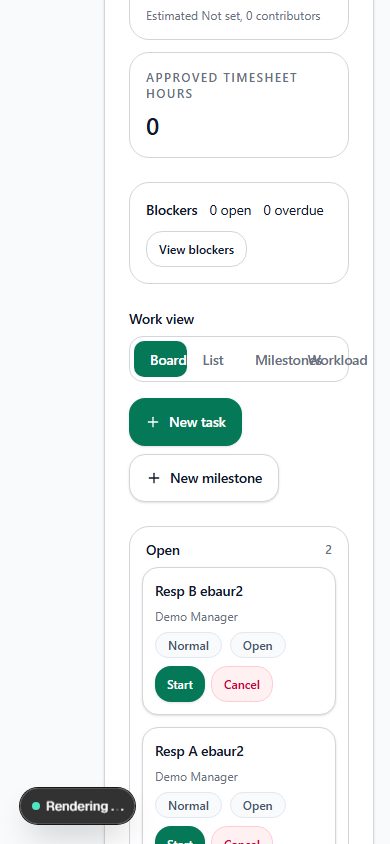 Estimated Not set, 0 contributors
APPROVED TIMESHEET
HOURS
0
Blockers 0 open 0 overdue
View blockers
Work view
Board List Milestones Workload
+ New task
+ New milestone
Open 2
Resp B ebaur2
Demo Manager
Normal Open
Start Cancel
Resp A ebaur2
Demo Manager
Normal Open
Start Cancel
Rendering ...